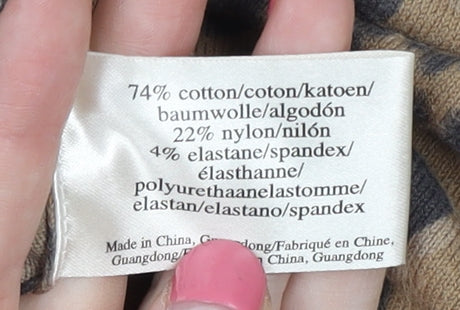 74% cotton/coton/katoen/
baumwolle/algodón
22% nylon/nilón
4% elastane/spandex/
élasthanne/
polyurethaanelastomme/
elastan/elastano/spandex
Made in China, dong/Fabriqué en Chine,
Guangdong/ China, Guangdong